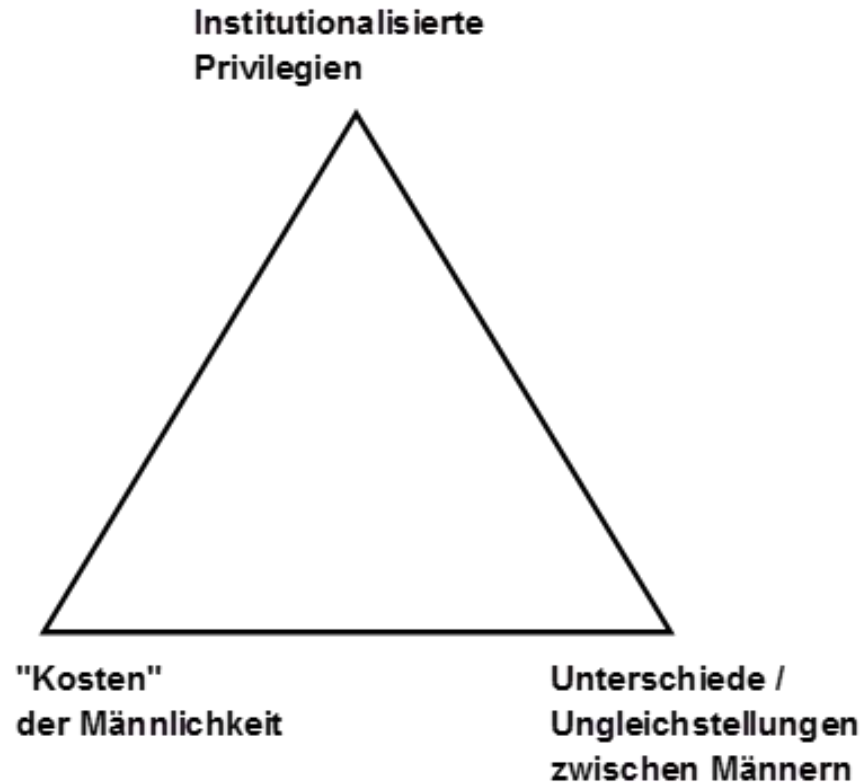 Institutionalisierte
Privilegien
"Kosten"
der Männlichkeit
Unterschiede /
Ungleichstellungen
zwischen Männern